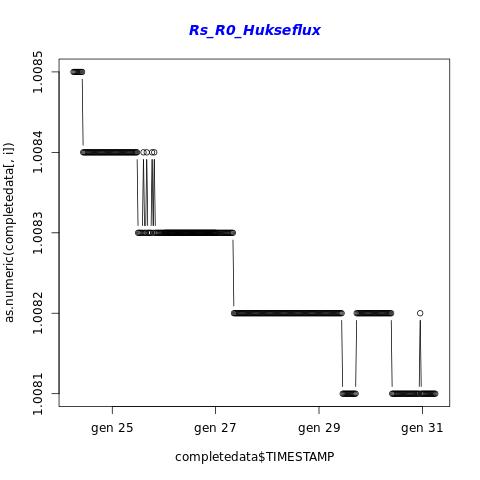 Rs_R0_Hukseflux
as.numeric(completedata[, i])
1.0085
1.0084
1.0083
1.0082
1.0081
gen 25 gen 27 gen 29 gen 31
completedata$TIMESTAMP